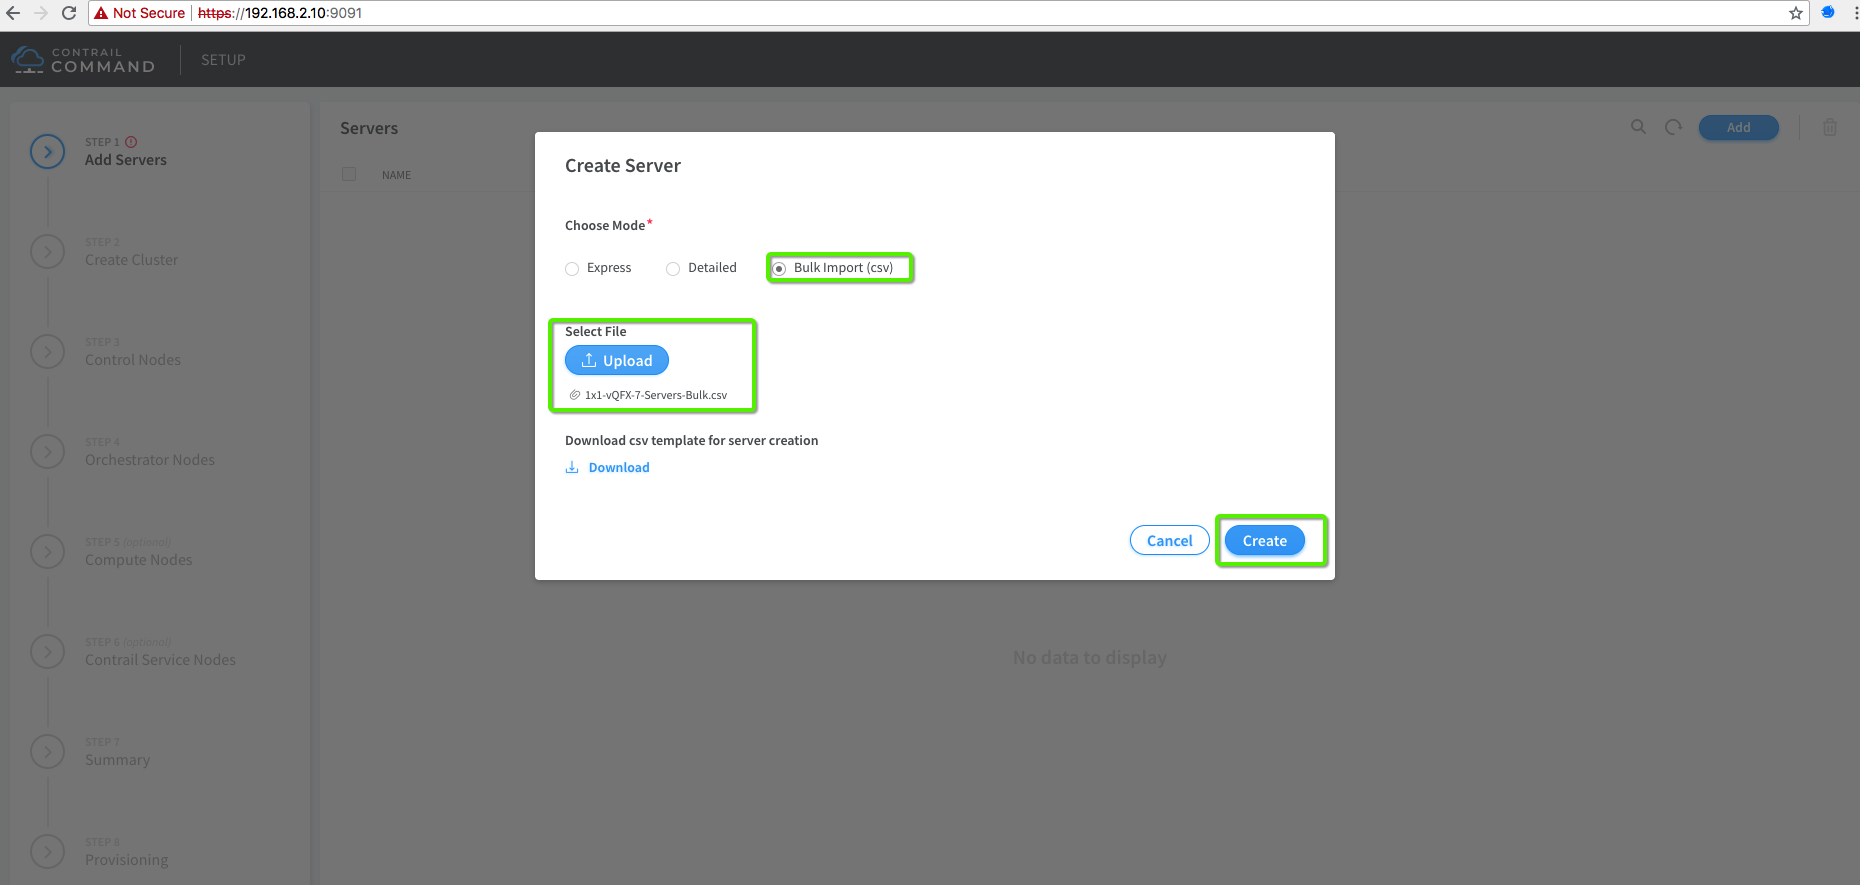 Not Secure | https://192.168.2.10:9091
CONTRAIL
COMMAND
SETUP
STEP 1
Add Servers
STEP 2
Create Cluster
STEP 3
Control Nodes
STEP 4
Orchestrator Nodes
STEP 5 (optional)
Compute Nodes
STEP 6 (optional)
Contrail Service Nodes
STEP 7
Summary
STEP 8
Provisioning
Servers
Add
NAME
Create Server
Choose Mode*
Express Detailed Bulk Import (csv)
Select File
Upload
1x1-vQFX-7-Servers-Bulk.csv
Download csv template for server creation
Download
Cancel Create
No data to display